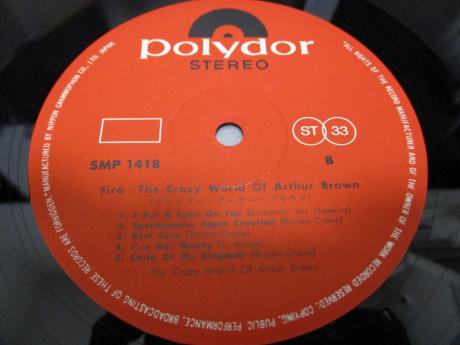 polydor
STEREO
SMP 1418
ST 33
B
Fire / The Crazy World Of Arthur Brown
(ファイアー/アーサー・ブラウン)
1. I Put A Spell On You (Screamin' Jay Hawkins)
2. Spontaneous Apple Creation (Brown-Crane)
3. Rest Cure (Brown-Crane)
4. I've Got Money (J. Brown)
5. Child Of My Kingdom (Brown-Crane)
The Crazy World Of Arthur Brown
"ALL RIGHTS OF THE RECORD MANUFACTURER AND OF THE OWNER OF THE WORK RECORDED RESERVED. COPYING, PUBLIC PERFORMANCE, BROADCASTING OF THESE RECORDS ARE FORBIDDEN" MANUFACTURED BY NIPPON GRAMMOPHON CO., LTD. JAPAN.